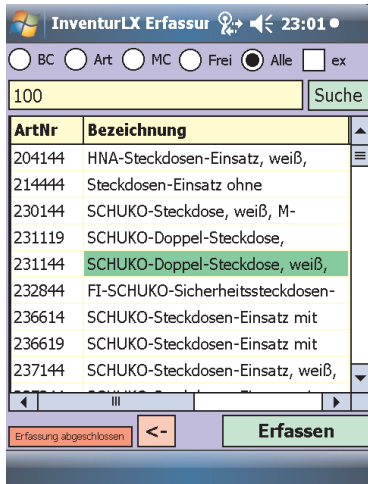 InventurLX Erfassur 23:01
BC Art MC Frei Alle ex
100 Suche
ArtNr Bezeichnung
204144 HNA-Steckdosen-Einsatz, weiß,
214444 Steckdosen-Einsatz ohne
230144 SCHUKO-Steckdose, weiß, M-
231119 SCHUKO-Doppel-Steckdose,
231144 SCHUKO-Doppel-Steckdose, weiß,
232844 FI-SCHUKO-Sicherheitssteckdosen-
236614 SCHUKO-Steckdosen-Einsatz mit
236619 SCHUKO-Steckdosen-Einsatz mit
237144 SCHUKO-Steckdosen-Einsatz, weiß,
Erfassung abgeschlossen <- Erfassen